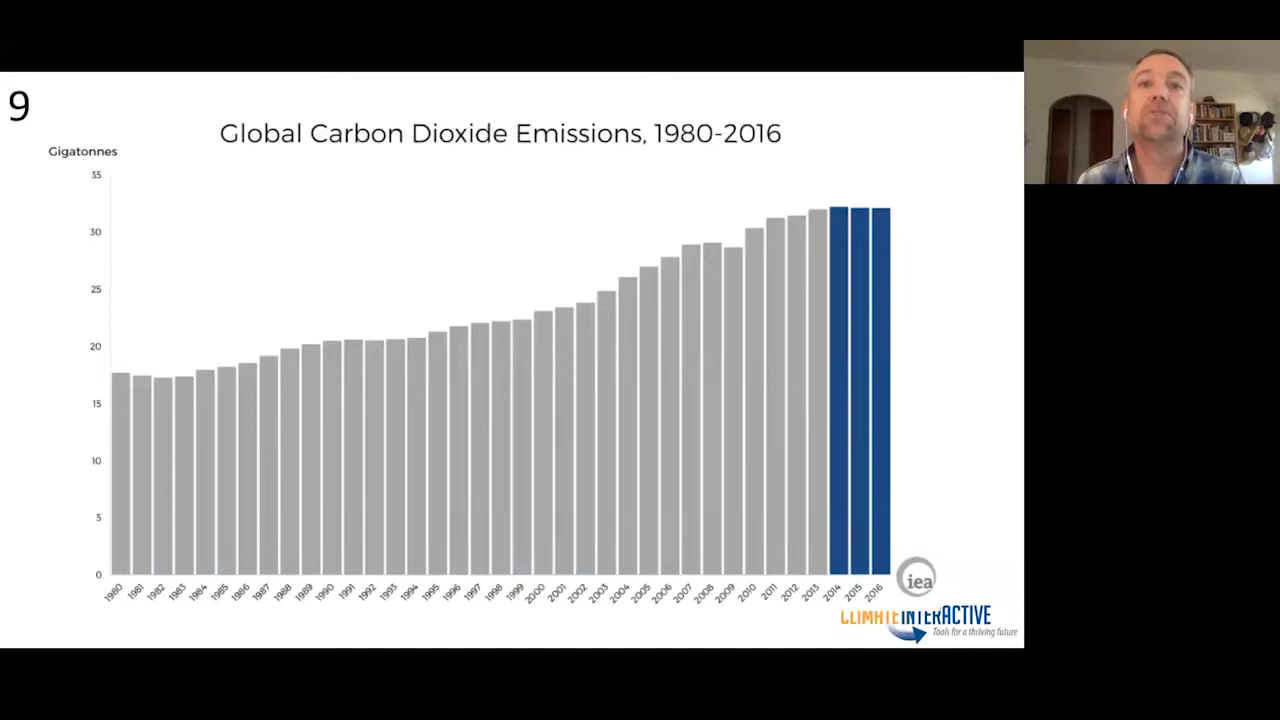 9
Global Carbon Dioxide Emissions, 1980-2016
Gigatonnes
35
30
25
20
15
10
5
0
1980 1981 1982 1983 1984 1985 1986 1987 1988 1989 1990 1991 1992 1993 1994 1995 1996 1997 1998 1999 2000 2001 2002 2003 2004 2005 2006 2007 2008 2009 2010 2011 2012 2013 2014 2015 2016
iea
CLIMATE INTERACTIVE
Tools for a thriving future